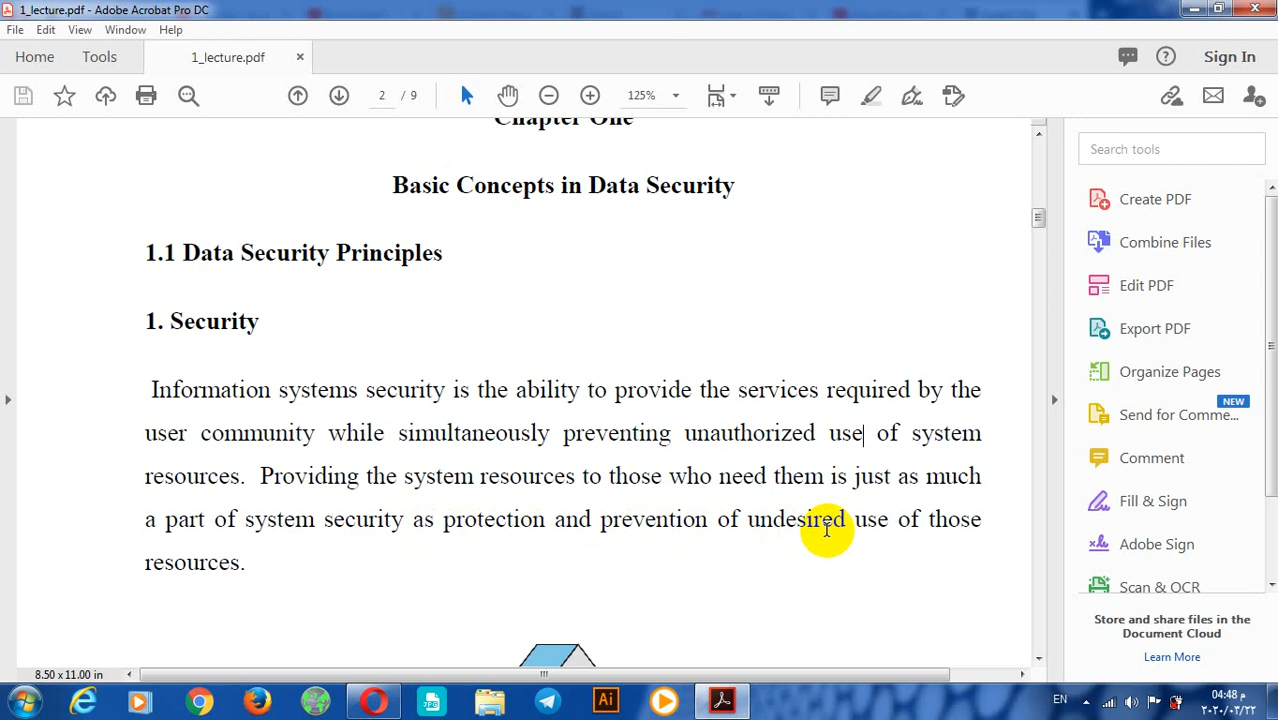 1_lecture.pdf - Adobe Acrobat Pro DC
File Edit View Window Help
Home Tools 1_lecture.pdf × Sign In
2 / 9 125%
Chapter One
Basic Concepts in Data Security
1.1 Data Security Principles
1. Security
Information systems security is the ability to provide the services required by the
user community while simultaneously preventing unauthorized use of system
resources. Providing the system resources to those who need them is just as much
a part of system security as protection and prevention of undesired use of those
resources.
8.50 x 11.00 in
Search tools
Create PDF
Combine Files
Edit PDF
Export PDF
Organize Pages
NEW
Send for Comme...
Comment
Fill & Sign
Adobe Sign
Scan & OCR
Store and share files in the
Document Cloud
Learn More
JPG Ai EN
04:48 م
٢٠٢٠/٠٣/٢٢